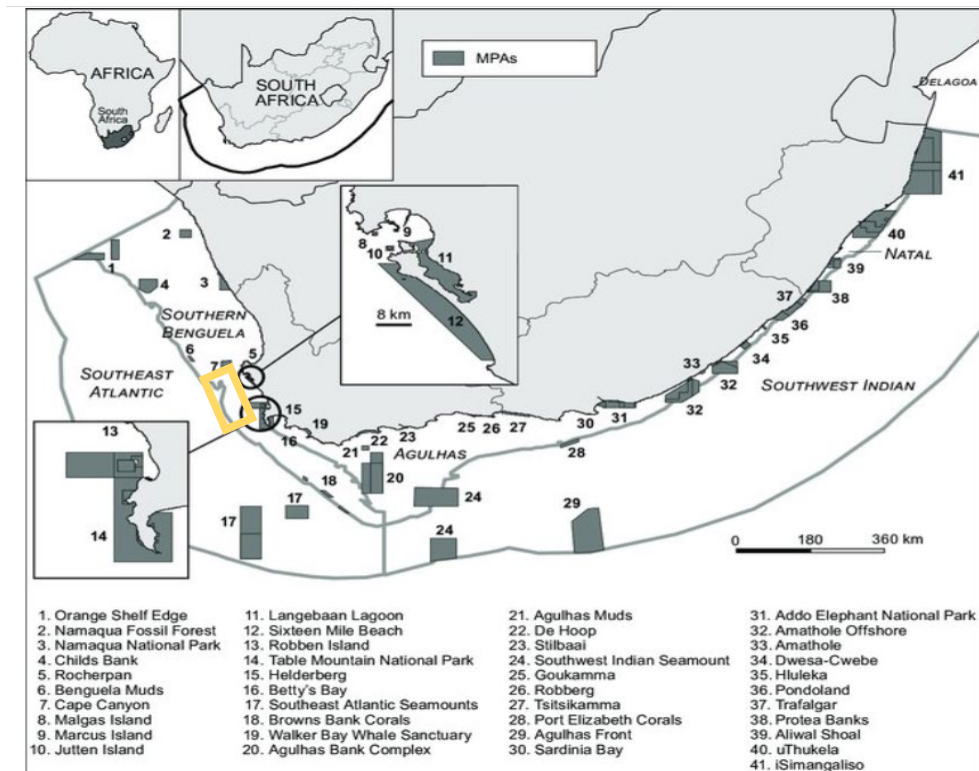 AFRICA
South
Africa
SOUTH
AFRICA
MPAs
DELAGOA
41
40
NATAL
39
38
37
36
35
34
33
32
32
SOUTHWEST INDIAN
31
30
29
28
27
26
25
24
24
23
22
21
20
AGULHAS
19
18
17
17
16
15
1
2
3
4
SOUTHERN
BENGUELA
5
6
7
SOUTHEAST
ATLANTIC
8
9
10
11
12
8 km
13
14
0 180 360 km
1. Orange Shelf Edge
2. Namaqua Fossil Forest
3. Namaqua National Park
4. Childs Bank
5. Rocherpan
6. Benguela Muds
7. Cape Canyon
8. Malgas Island
9. Marcus Island
10. Jutten Island
11. Langebaan Lagoon
12. Sixteen Mile Beach
13. Robben Island
14. Table Mountain National Park
15. Helderberg
16. Betty's Bay
17. Southeast Atlantic Seamounts
18. Browns Bank Corals
19. Walker Bay Whale Sanctuary
20. Agulhas Bank Complex
21. Agulhas Muds
22. De Hoop
23. Stilbaai
24. Southwest Indian Seamount
25. Goukamma
26. Robberg
27. Tsitsikamma
28. Port Elizabeth Corals
29. Agulhas Front
30. Sardinia Bay
31. Addo Elephant National Park
32. Amathole Offshore
33. Amathole
34. Dwesa-Cwebe
35. Hluleka
36. Pondoland
37. Trafalgar
38. Protea Banks
39. Aliwal Shoal
40. uThukela
41. iSimangaliso